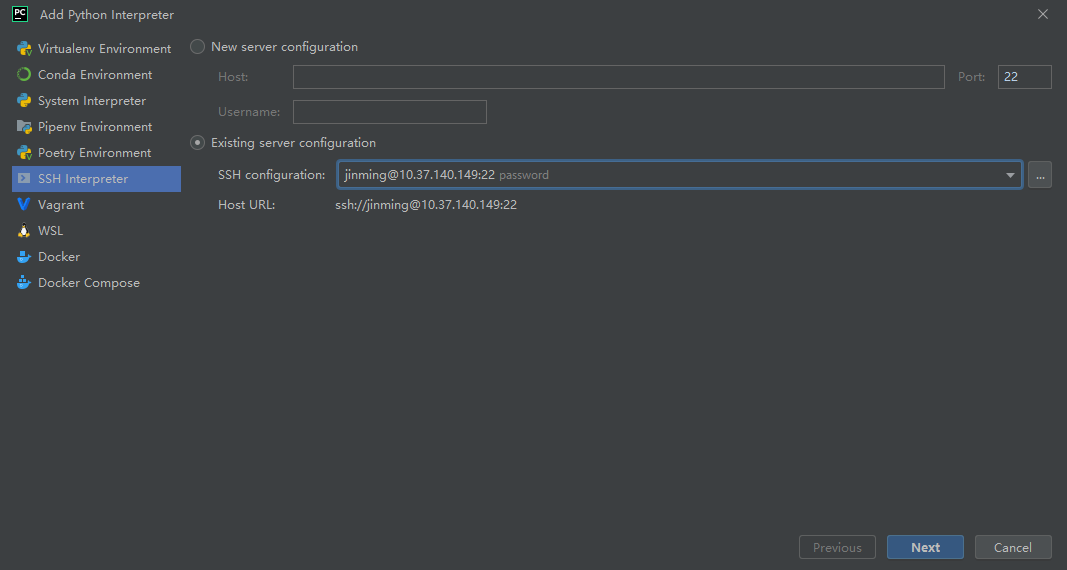 PC Add Python Interpreter
Virtualenv Environment
Conda Environment
System Interpreter
Pipenv Environment
Poetry Environment
SSH Interpreter
Vagrant
WSL
Docker
Docker Compose
New server configuration
Host: Port: 22
Username:
Existing server configuration
SSH configuration: jinming@10.37.140.149:22 password ...
Host URL: ssh://jinming@10.37.140.149:22
Previous Next Cancel